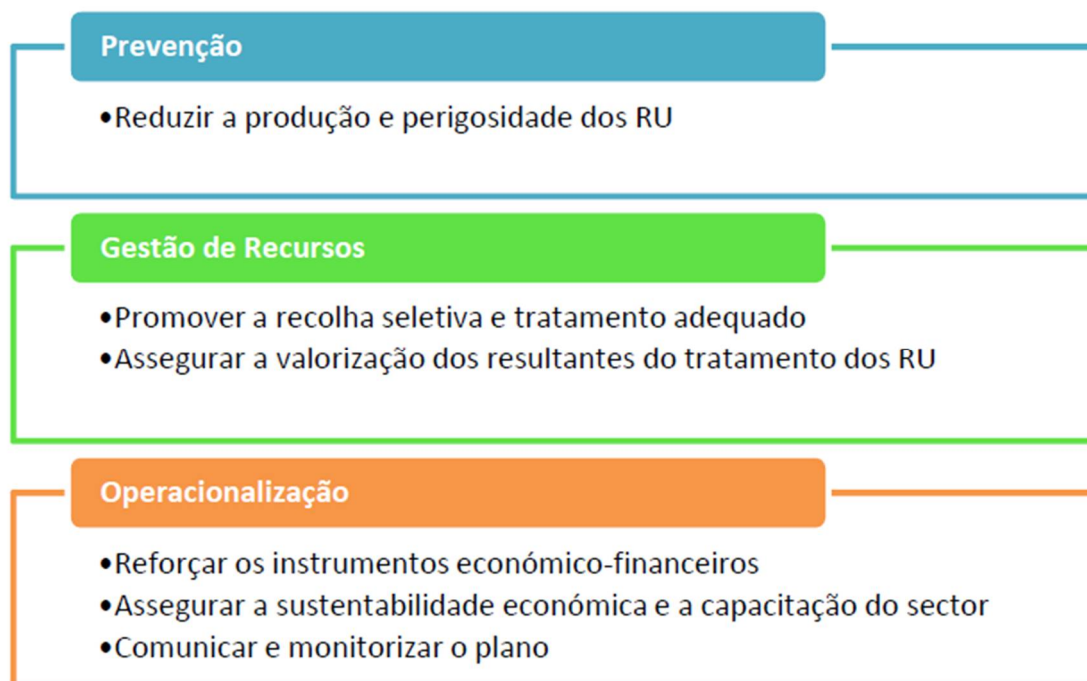 Prevenção
•Reduzir a produção e perigosidade dos RU
Gestão de Recursos
•Promover a recolha seletiva e tratamento adequado
•Assegurar a valorização dos resultantes do tratamento dos RU
Operacionalização
•Reforçar os instrumentos económico-financeiros
•Assegurar a sustentabilidade económica e a capacitação do sector
•Comunicar e monitorizar o plano